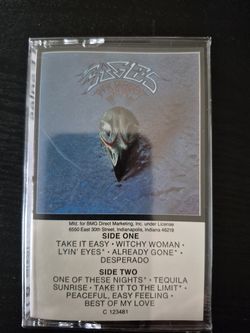 EAGLES
Mfd. for BMG Direct Marketing, Inc. under License
6550 East 30th Street, Indianapolis, Indiana 46219
SIDE ONE
TAKE IT EASY • WITCHY WOMAN •
LYIN' EYES* • ALREADY GONE* •
DESPERADO
SIDE TWO
ONE OF THESE NIGHTS* • TEQUILA
SUNRISE • TAKE IT TO THE LIMIT* •
PEACEFUL, EASY FEELING •
BEST OF MY LOVE
C 123481